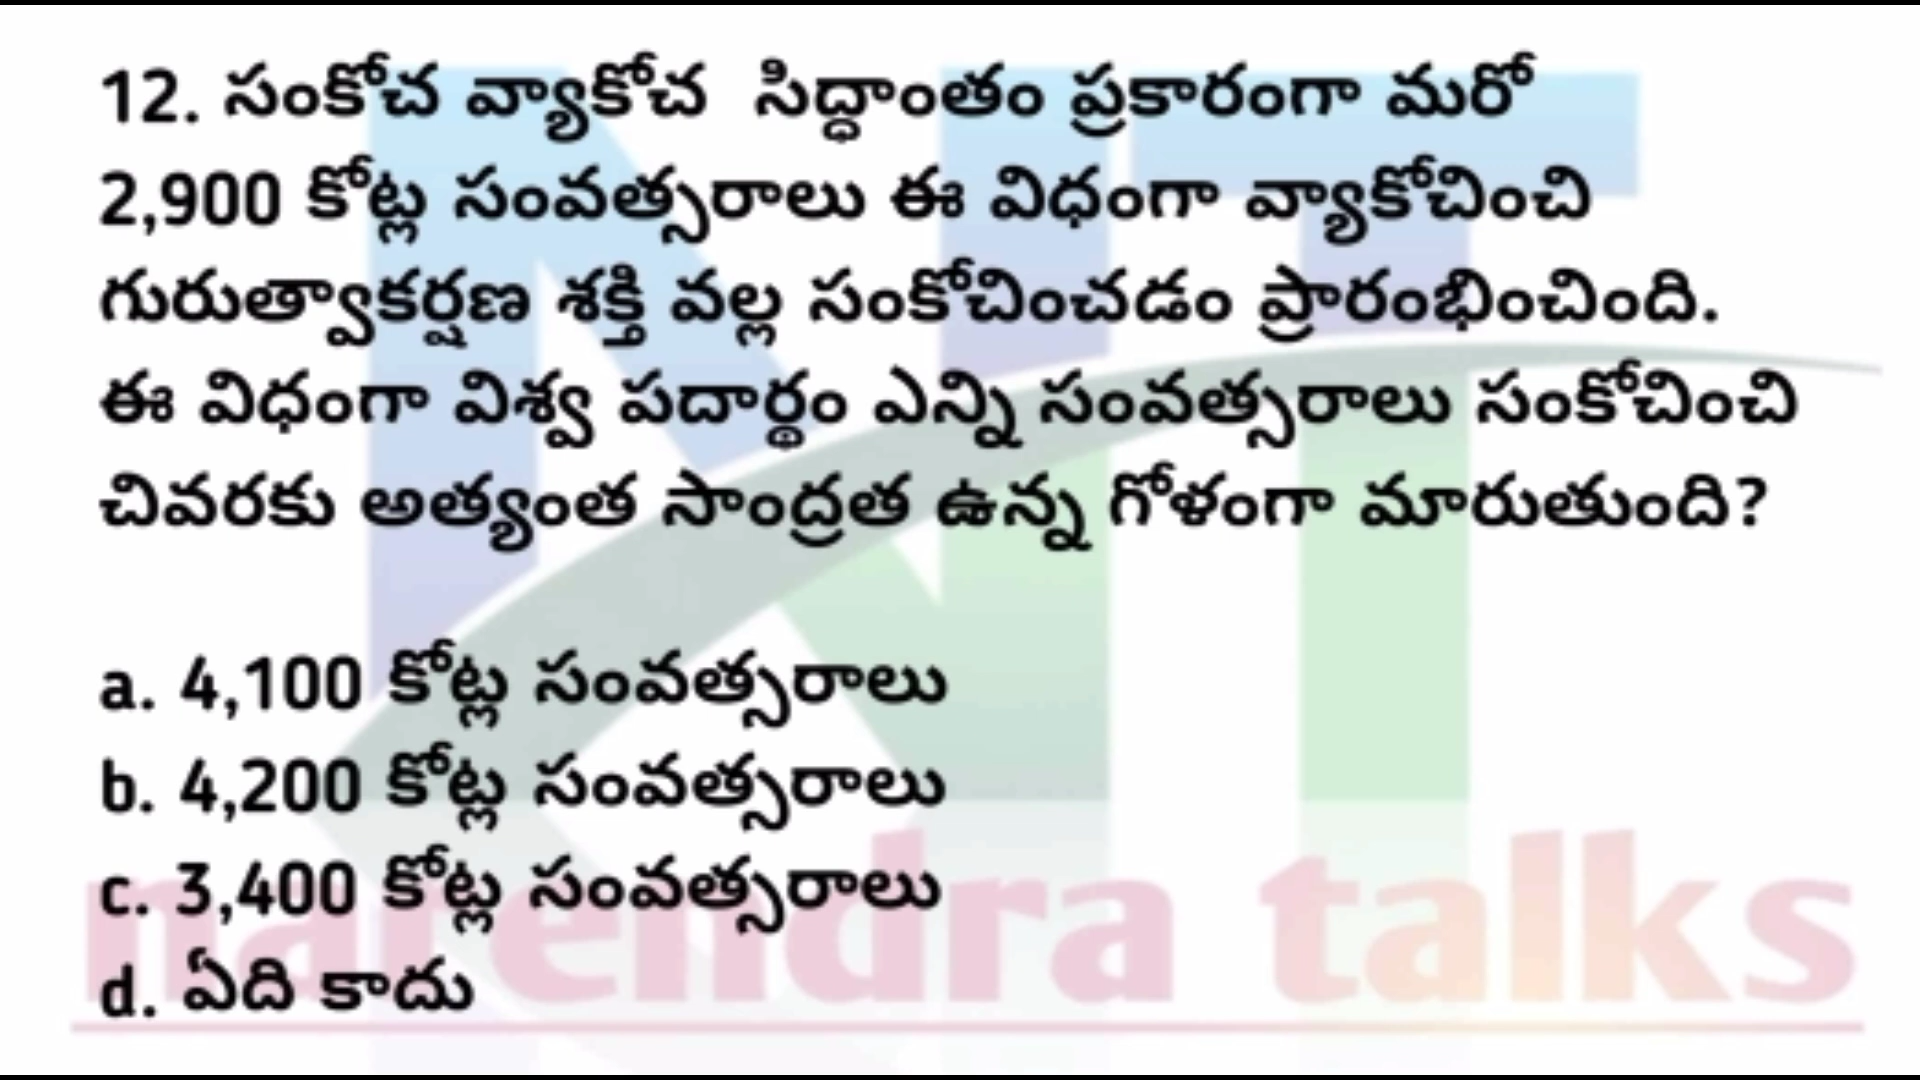 12. సంకోచ వ్యాకోచ సిద్ధాంతం ప్రకారంగా మరో
2,900 కోట్ల సంవత్సరాలు ఈ విధంగా వ్యాకోచించి
గురుత్వాకర్షణ శక్తి వల్ల సంకోచించడం ప్రారంభించింది.
ఈ విధంగా విశ్వ పదార్థం ఎన్ని సంవత్సరాలు సంకోచించి
చివరకు అత్యంత సాంద్రత ఉన్న గోళంగా మారుతుంది?
a. 4,100 కోట్ల సంవత్సరాలు
b. 4,200 కోట్ల సంవత్సరాలు
c. 3,400 కోట్ల సంవత్సరాలు
d. ఏది కాదు
narendra talks